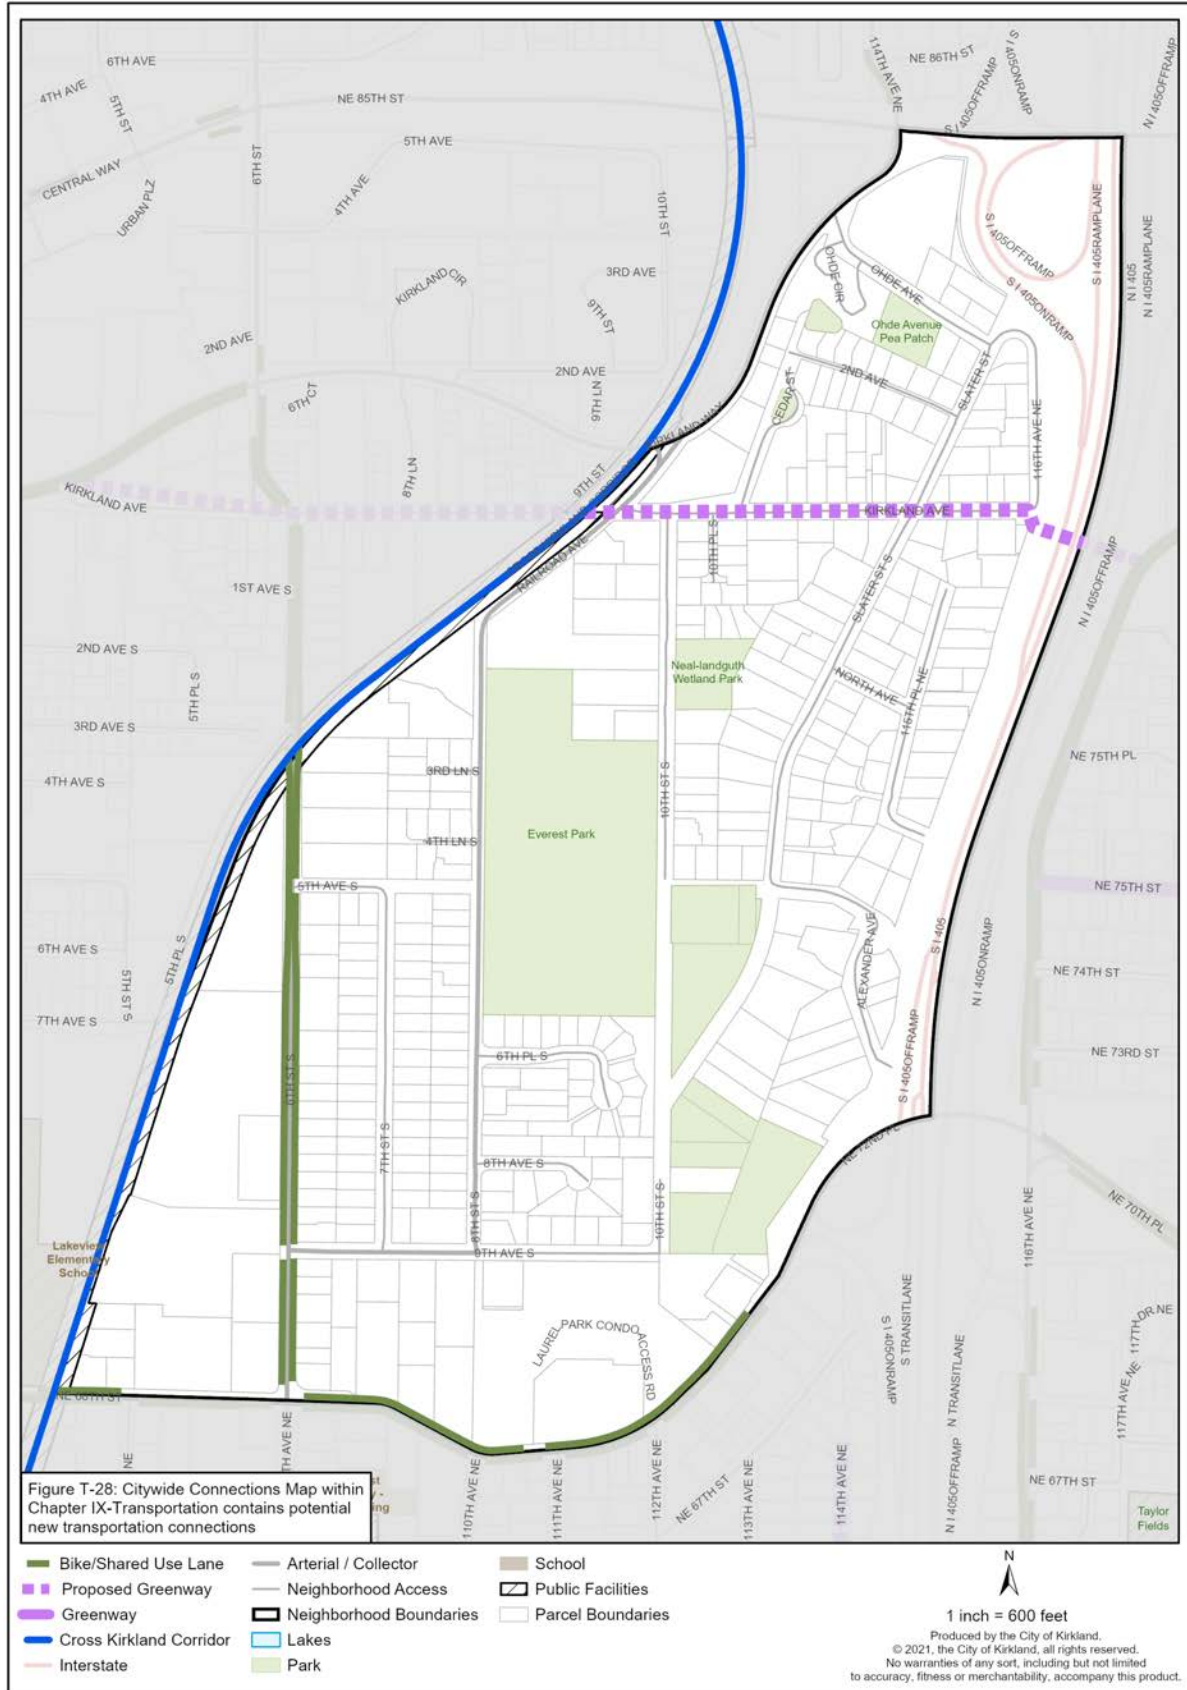 6TH AVE
4TH AVE
5TH ST
NE 85TH ST
5TH AVE
CENTRAL WAY
URBAN PLZ
6TH ST
4TH AVE
10TH ST
114TH AVE NE
NE 86TH ST
S I 405OFFRAMP
S I 405ONRAMP
N I 405OFFRAMP
S I 405OFFRAMP
S I 405RAMPLANE
N I 405
N I 405RAMPLANE
S I 405ONRAMP
KIRKLAND CIR
3RD AVE
9TH ST
2ND AVE
6TH CT
2ND AVE
9TH LN
8TH LN
9TH ST
OHDE CIR
OHDE AVE
Ohde Avenue
Pea Patch
2ND AVE
CEDAR ST
SLATER ST
116TH AVE NE
KIRKLAND AVE
KIRKLAND AVE
RAILROAD AVE
10TH PL S
SLATER ST S
N I 405OFFRAMP
1ST AVE S
2ND AVE S
5TH PL S
3RD AVE S
4TH AVE S
Neal-landguth
Wetland Park
NORTH AVE
115TH PL NE
NE 75TH PL
3RD LN S
4TH LN S
10TH ST S
Everest Park
5TH AVE S
NE 75TH ST
6TH AVE S
5TH PL S
5TH ST S
7TH AVE S
ALEXANDER AVE
S I 405
N I 405ONRAMP
NE 74TH ST
NE 73RD ST
6TH PL S
S I 405OFFRAMP
7TH ST S
8TH AVE S
8TH ST S
10TH ST S
9TH AVE S
NE 70TH PL
116TH AVE NE
Lakeview
Elementary
School
LAUREL
PARK CONDO
ACCESS RD
S I 405ONRAMP
S TRANSITLANE
N TRANSITLANE
117TH
DR NE
117TH AVE NE
NE 68TH ST
NE
110TH AVE NE
111TH AVE NE
112TH AVE NE
NE 67TH ST
113TH AVE NE
114TH AVE NE
N I 405OFFRAMP
NE 67TH ST
Taylor
Fields
Figure T-28: Citywide Connections Map within
Chapter IX-Transportation contains potential
new transportation connections
Bike/Shared Use Lane
Proposed Greenway
Greenway
Cross Kirkland Corridor
Interstate
Arterial / Collector
Neighborhood Access
Neighborhood Boundaries
Lakes
Park
School
Public Facilities
Parcel Boundaries
N
1 inch = 600 feet
Produced by the City of Kirkland.
© 2021, the City of Kirkland, all rights reserved.
No warranties of any sort, including but not limited
to accuracy, fitness or merchantability, accompany this product.